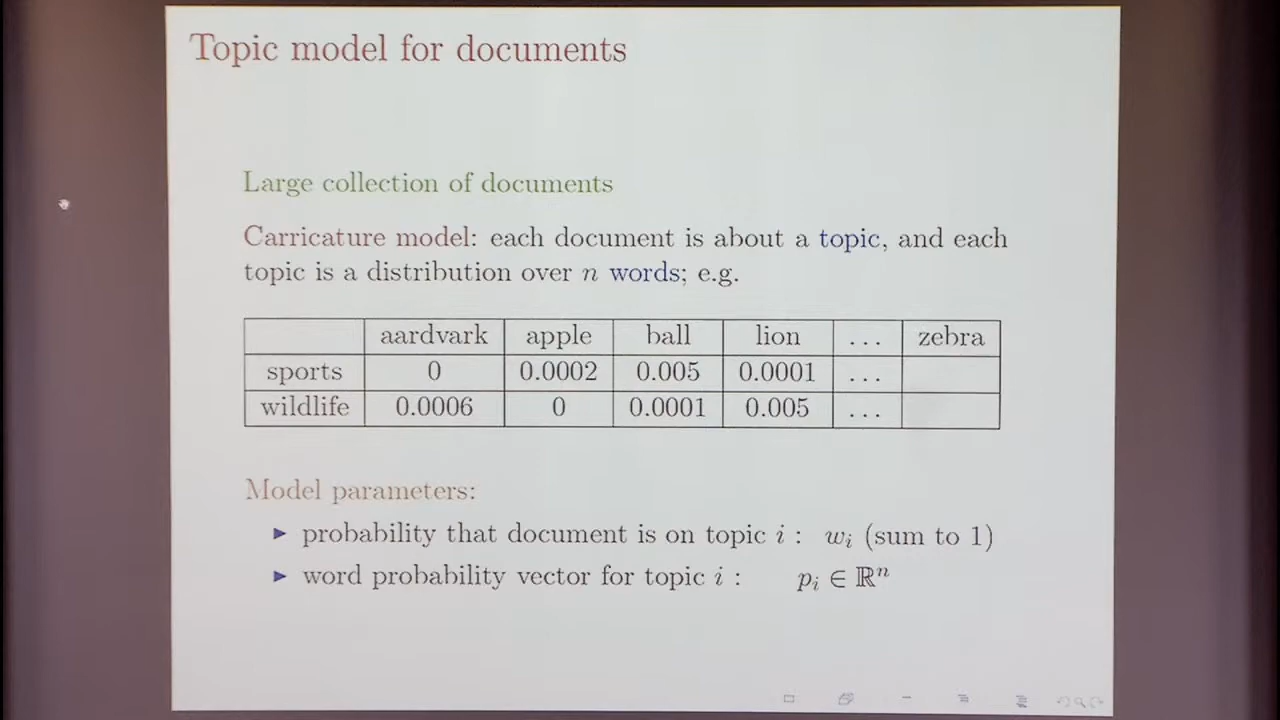 Topic model for documents
Large collection of documents
Carricature model: each document is about a topic, and each
topic is a distribution over n words; e.g.
aardvark apple ball lion ... zebra
sports 0 0.0002 0.005 0.0001 ...
wildlife 0.0006 0 0.0001 0.005 ...
Model parameters:
► probability that document is on topic i : wᵢ (sum to 1)
► word probability vector for topic i : pᵢ ∈ ℝⁿ